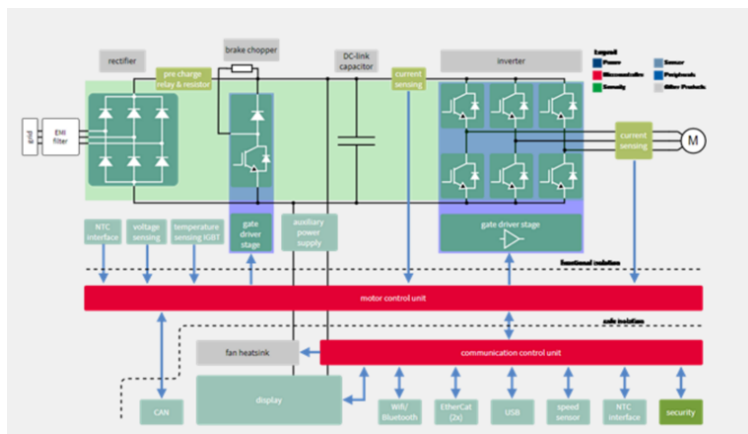 brake chopper
rectifier
DC-link
capacitor
inverter
Legend
Power
Microcontroller
Security
Sensor
Peripherals
Other Products
pre charge
relay & resistor
current
sensing
grid
EMI
filter
current
sensing
M
NTC
interface
voltage
sensing
temperature
sensing IGBT
gate
driver
stage
auxiliary
power
supply
gate driver stage
functional isolation
motor control unit
safe isolation
fan heatsink
communication control unit
CAN
display
Wifi/
Bluetooth
EtherCat
(2x)
USB
speed
sensor
NTC
interface
security